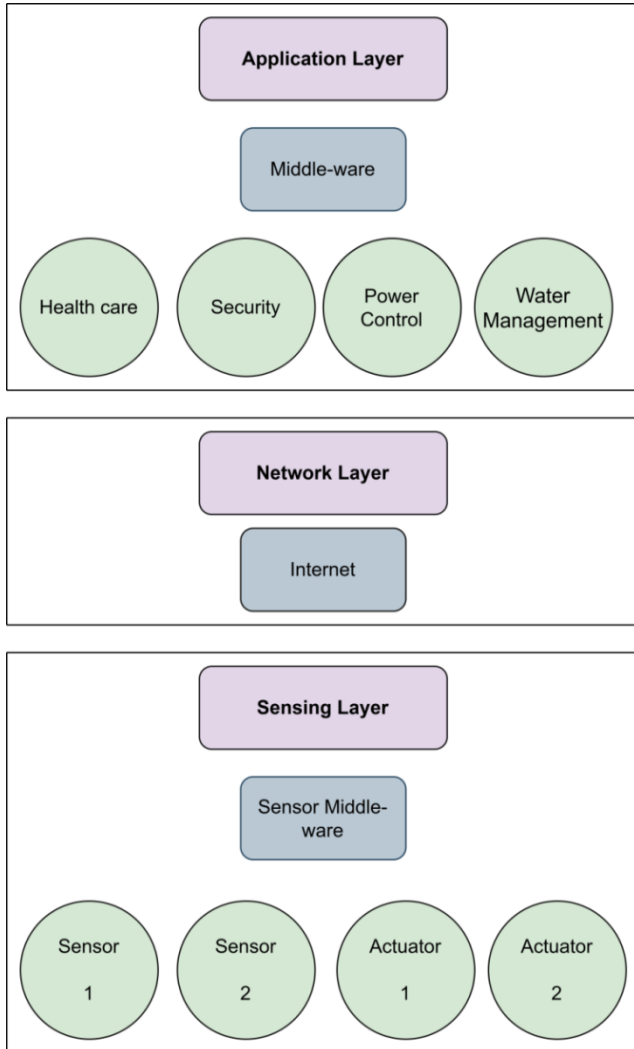 Application Layer
Middle-ware
Health care
Security
Power
Control
Water
Management
Network Layer
Internet
Sensing Layer
Sensor Middle-
ware
Sensor
1
Sensor
2
Actuator
1
Actuator
2